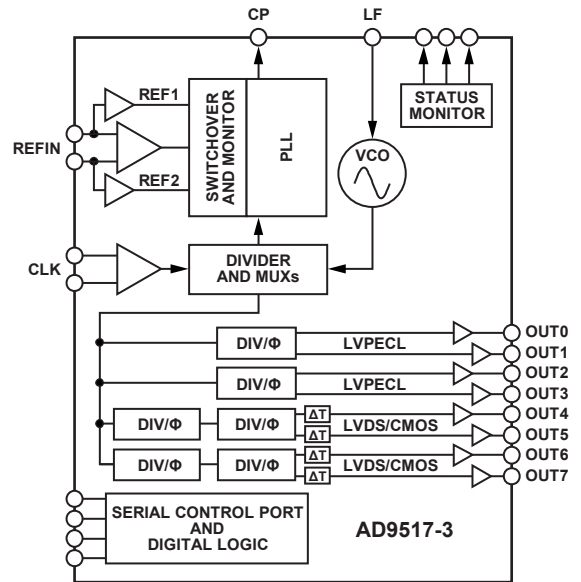 CP
LF
REF1
STATUS
MONITOR
REFIN
SWITCHOVER
AND MONITOR
PLL
VCO
REF2
DIVIDER
AND MUXs
CLK
DIV/Φ
LVPECL
OUT0
OUT1
DIV/Φ
LVPECL
OUT2
OUT3
DIV/Φ
DIV/Φ
ΔT
ΔT
LVDS/CMOS
OUT4
OUT5
DIV/Φ
DIV/Φ
ΔT
ΔT
LVDS/CMOS
OUT6
OUT7
SERIAL CONTROL PORT
AND
DIGITAL LOGIC
AD9517-3